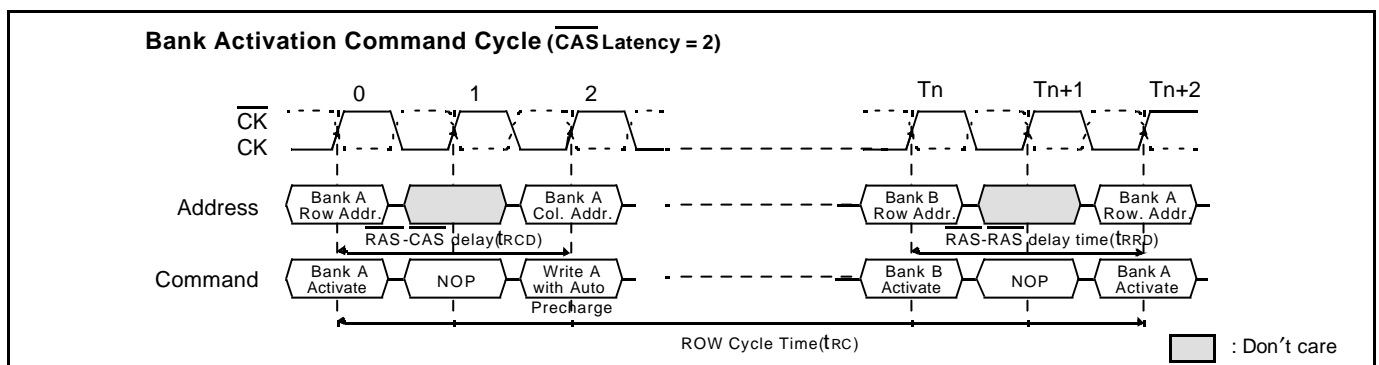 Bank Activation Command Cycle (CAS Latency = 2)
0 1 2 Tn Tn+1 Tn+2
CK
CK
Address
Bank A
Row Addr.
Bank A
Col. Addr.
Bank B
Row Addr.
Bank A
Row. Addr.
RAS-CAS delay(tRCD)
RAS-RAS delay time(tRRD)
Command
Bank A
Activate
NOP
Write A
with Auto
Precharge
Bank B
Activate
NOP
Bank A
Activate
ROW Cycle Time(tRC)
: Don′t care